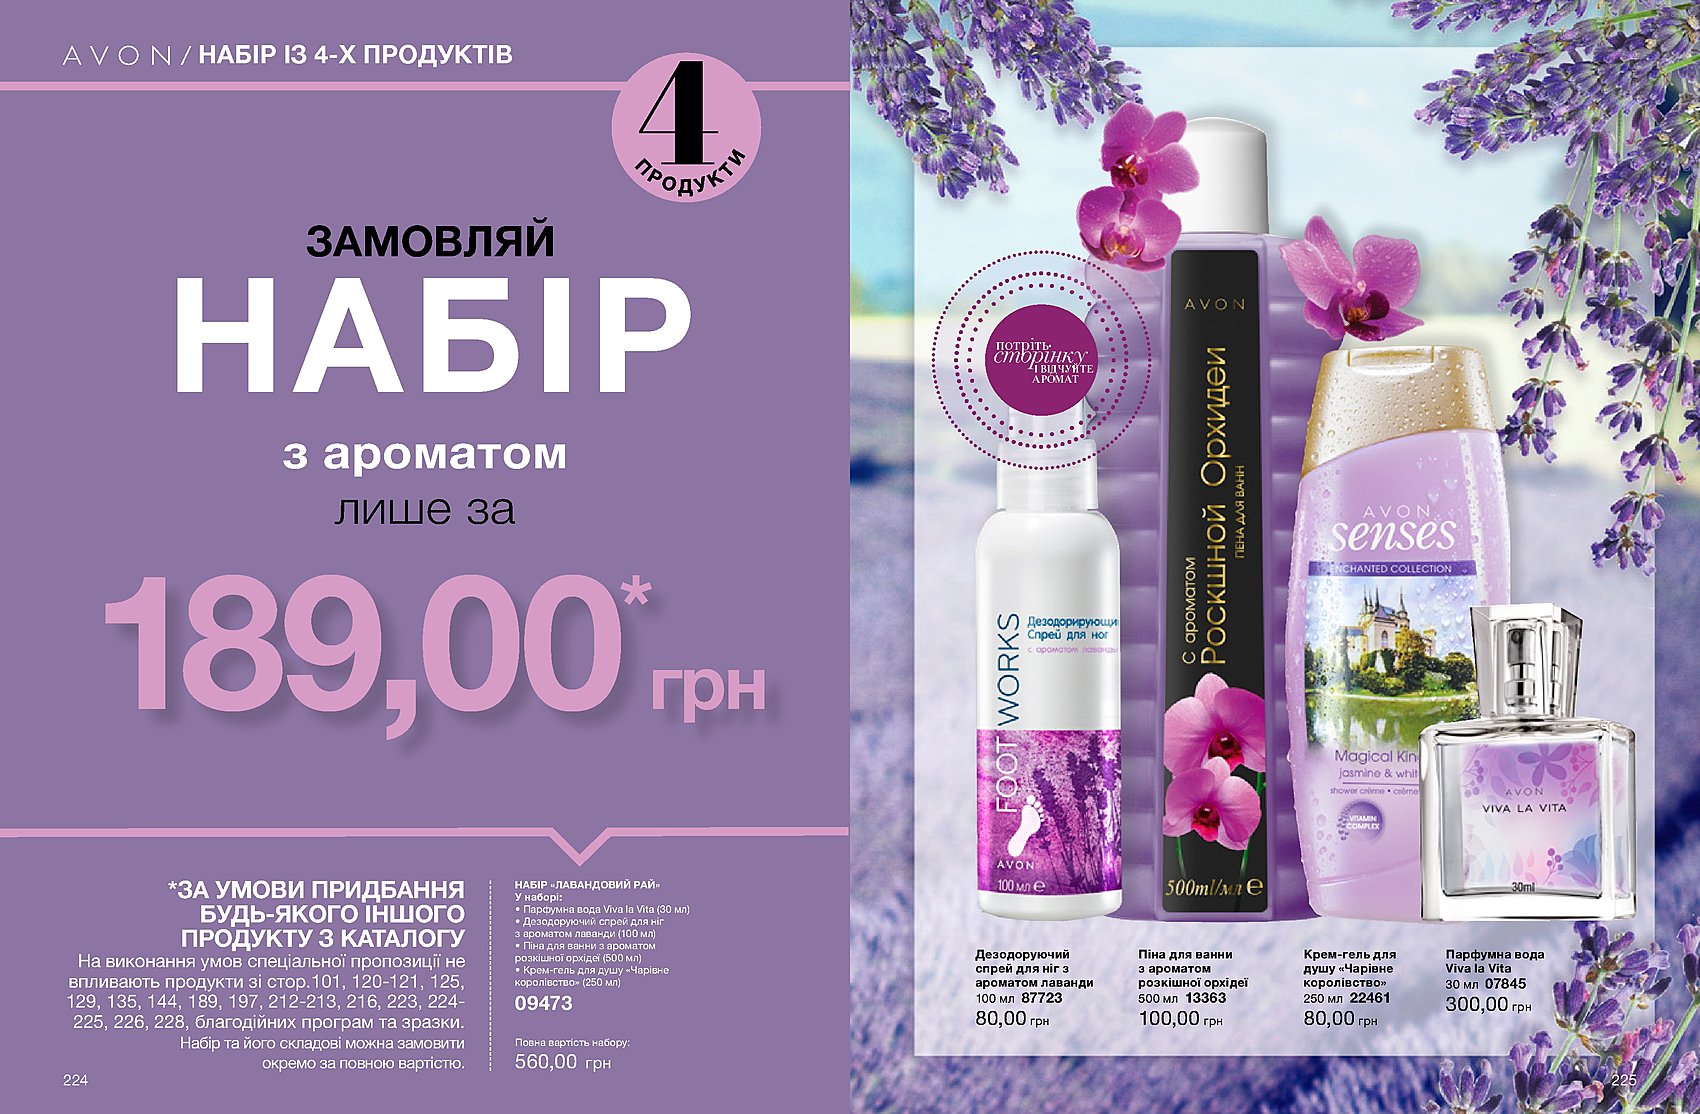 AVON / НАБІР ІЗ 4-Х ПРОДУКТІВ
4
ПРОДУКТИ
ЗАМОВЛЯЙ
НАБІР
з ароматом
лише за
189,00*
грн
*ЗА УМОВИ ПРИДБАННЯ
БУДЬ-ЯКОГО ІНШОГО
ПРОДУКТУ З КАТАЛОГУ
На виконання умов спеціальної пропозиції не
впливають продукти зі стор.101, 120-121, 125,
129, 135, 144, 189, 197, 212-213, 216, 223, 224-
225, 226, 228, благодійних програм та зразки.
Набір та його складові можна замовити
окремо за повною вартістю.
224
НАБІР «ЛАВАНДОВИЙ РАЙ»
У наборі:
• Парфумна вода Viva la Vita (30 мл)
• Дезодоруючий спрей для ніг
з ароматом лаванди (100 мл)
• Піна для ванни з ароматом
розкішної орхідеї (500 мл)
• Крем-гель для душу «Чарівне
королівство» (250 мл)
09473
Повна вартість набору:
560,00 грн
ПОТРІТЬ
сторінку
І ВІДЧУЙТЕ
АРОМАТ
FOOT WORKS
Дезодорирующи
Спрей для ног
с ароматом лаванды
AVON
100 мл e
AVON
с ароматом
Роскшной Орхидеи
ПЕНА ДЛЯ ВАНН
500ml/мл e
AVON
senses
ENCHANTED COLLECTION
Magical Kin
jasmine & whit
shower crème • crème
VITAMIN
COMPLEX
AVON
VIVA LA VITA
30ml
Дезодоруючий
спрей для ніг з
ароматом лаванди
100 мл 87723
80,00 грн
Піна для ванни
з ароматом
розкішної орхідеї
500 мл 13363
100,00 грн
Крем-гель для
душу «Чарівне
королівство»
250 мл 22461
80,00 грн
Парфумна вода
Viva la Vita
30 мл 07845
300,00 грн
225